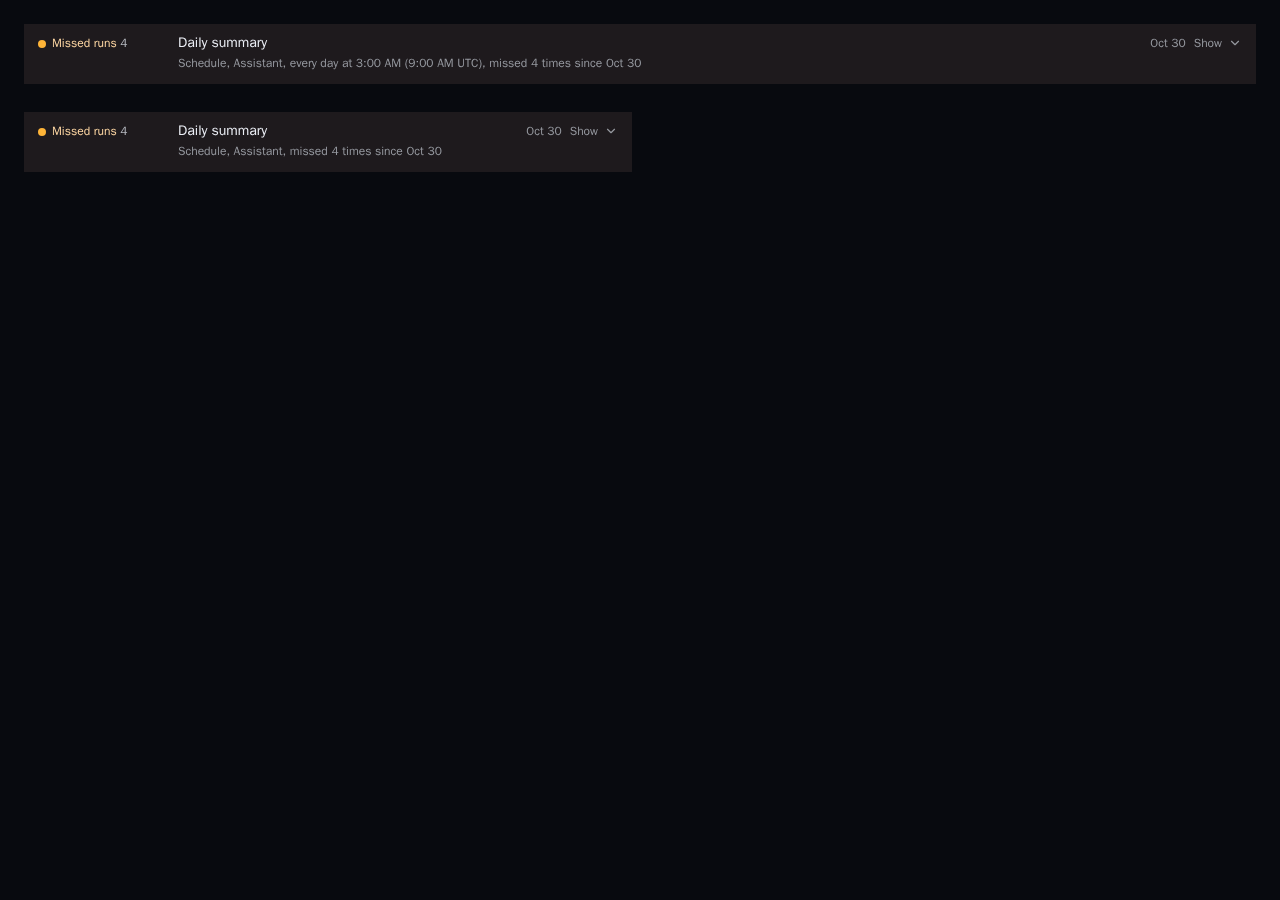 Missed runs 4 Daily summary Oct 30 Show
Schedule, Assistant, every day at 3:00 AM (9:00 AM UTC), missed 4 times since Oct 30
Missed runs 4 Daily summary Oct 30 Show
Schedule, Assistant, missed 4 times since Oct 30